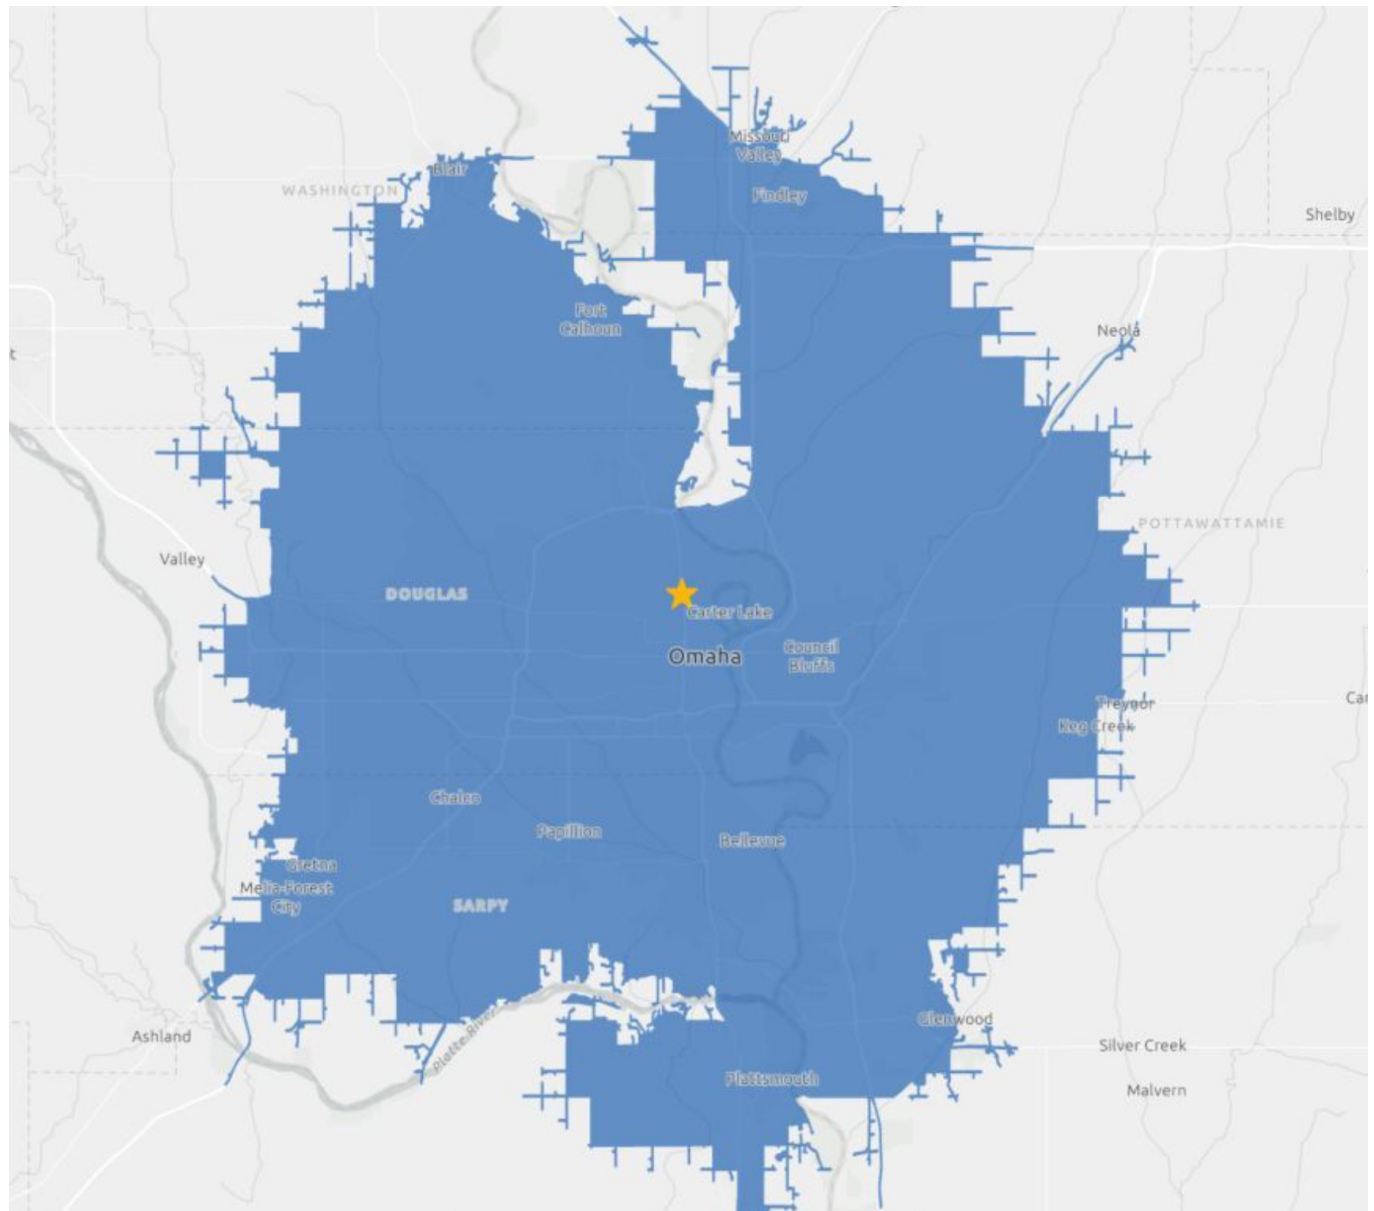 Missouri
Valley
Blair
WASHINGTON
Findley
Shelby
Fort
Calhoun
Neola
t
POTTAWATTAMIE
Valley
DOUGLAS
Carter Lake
Omaha
Council
Bluffs
Treynor
Car
Keg Creek
Chalco
Papillion
Bellevue
Gretna
Melia-Forest
City
SARPY
Glenwood
Platte River
Ashland
Silver Creek
Plattsmouth
Malvern